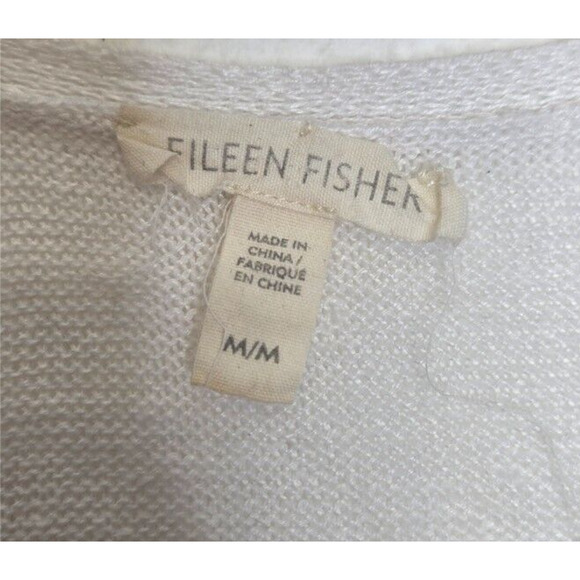 EILEEN FISHER
MADE IN
CHINA /
FABRIQUÉ
EN CHINE
M/M